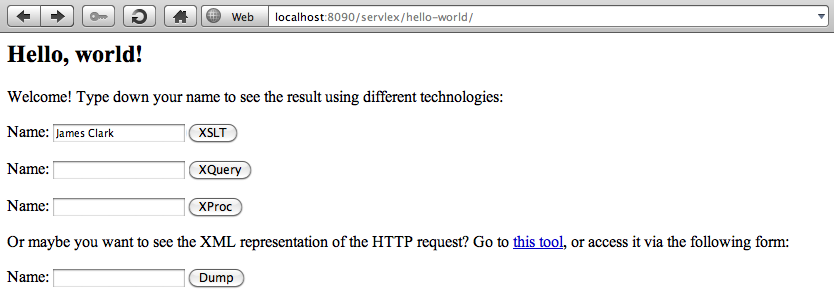 Web localhost:8090/servlex/hello-world/
Hello, world!
Welcome! Type down your name to see the result using different technologies:
Name: James Clark XSLT
Name: XQuery
Name: XProc
Or maybe you want to see the XML representation of the HTTP request? Go to this tool, or access it via the following form:
Name: Dump